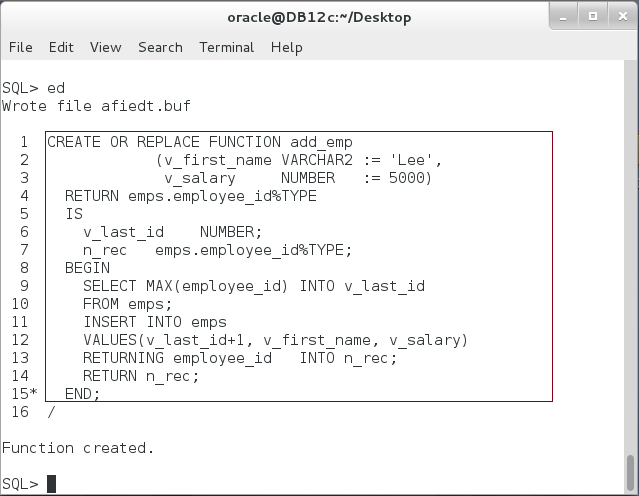 oracle@DB12c:~/Desktop
File Edit View Search Terminal Help
SQL> ed
Wrote file afiedt.buf
1 CREATE OR REPLACE FUNCTION add_emp
2 (v_first_name VARCHAR2 := 'Lee',
3 v_salary NUMBER := 5000)
4 RETURN emps.employee_id%TYPE
5 IS
6 v_last_id NUMBER;
7 n_rec emps.employee_id%TYPE;
8 BEGIN
9 SELECT MAX(employee_id) INTO v_last_id
10 FROM emps;
11 INSERT INTO emps
12 VALUES(v_last_id+1, v_first_name, v_salary)
13 RETURNING employee_id INTO n_rec;
14 RETURN n_rec;
15* END;
16 /
Function created.
SQL>